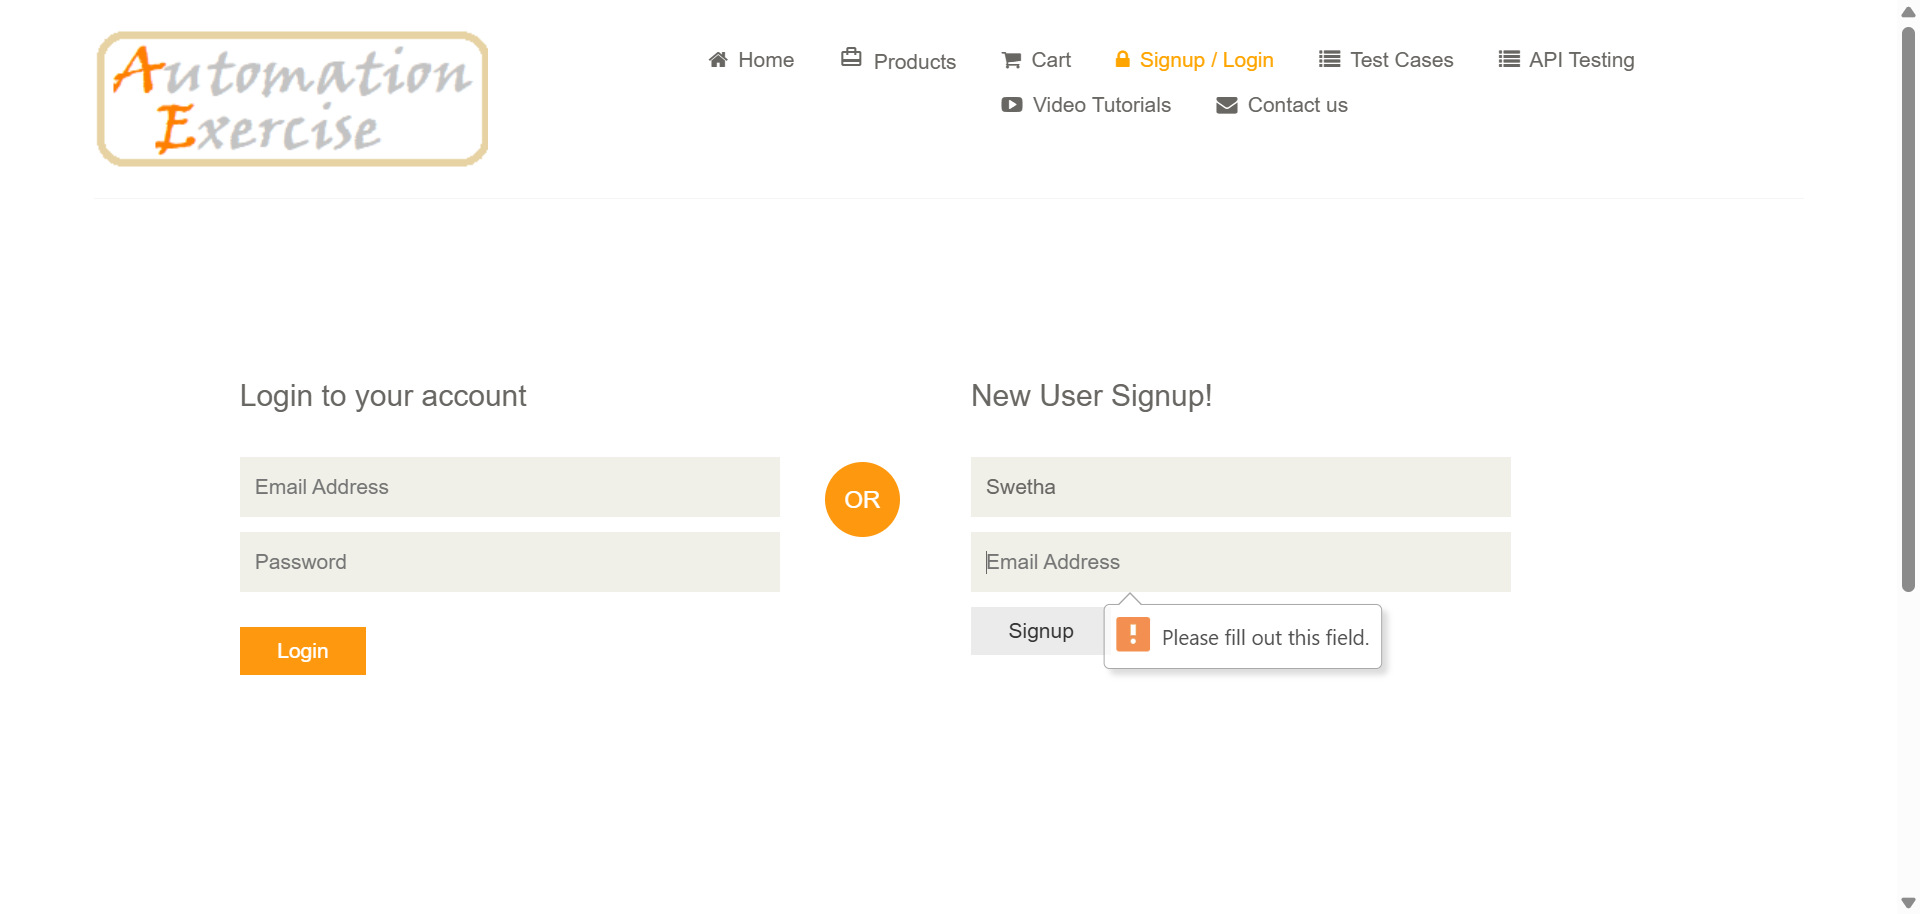 Automation
Exercise
Home Products Cart Signup / Login Test Cases API Testing
Video Tutorials Contact us
Login to your account
Email Address
Password
Login
OR
New User Signup!
Swetha
Email Address
Signup
! Please fill out this field.